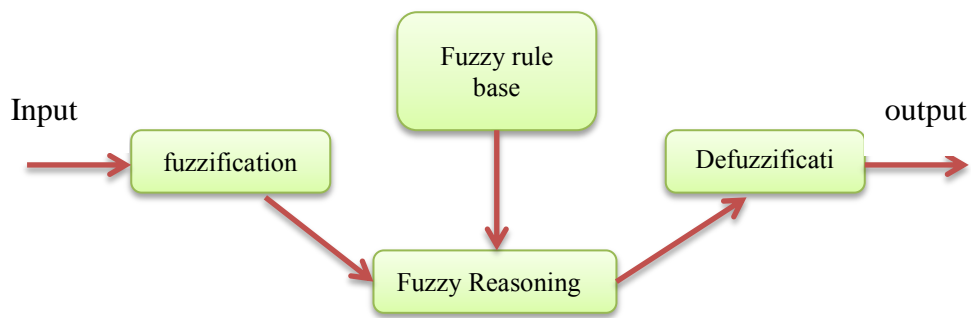 Fuzzy rule
base
Input
output
fuzzification
Defuzzificati
Fuzzy Reasoning